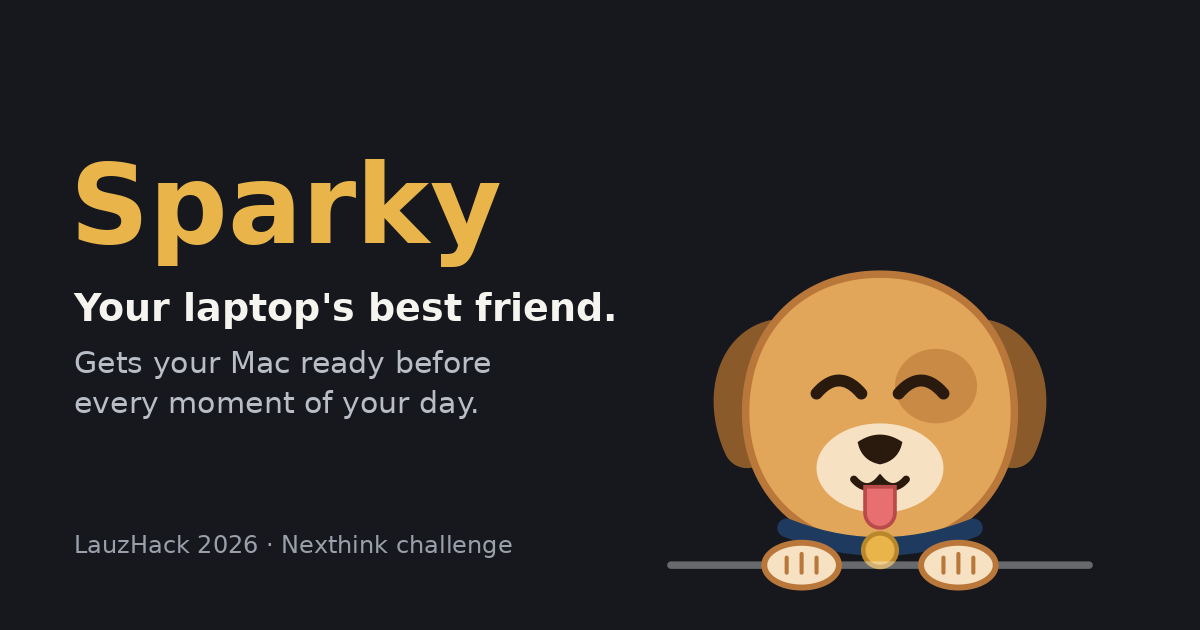 Sparky
Your laptop's best friend.
Gets your Mac ready before
every moment of your day.
LauzHack 2026 · Nexthink challenge